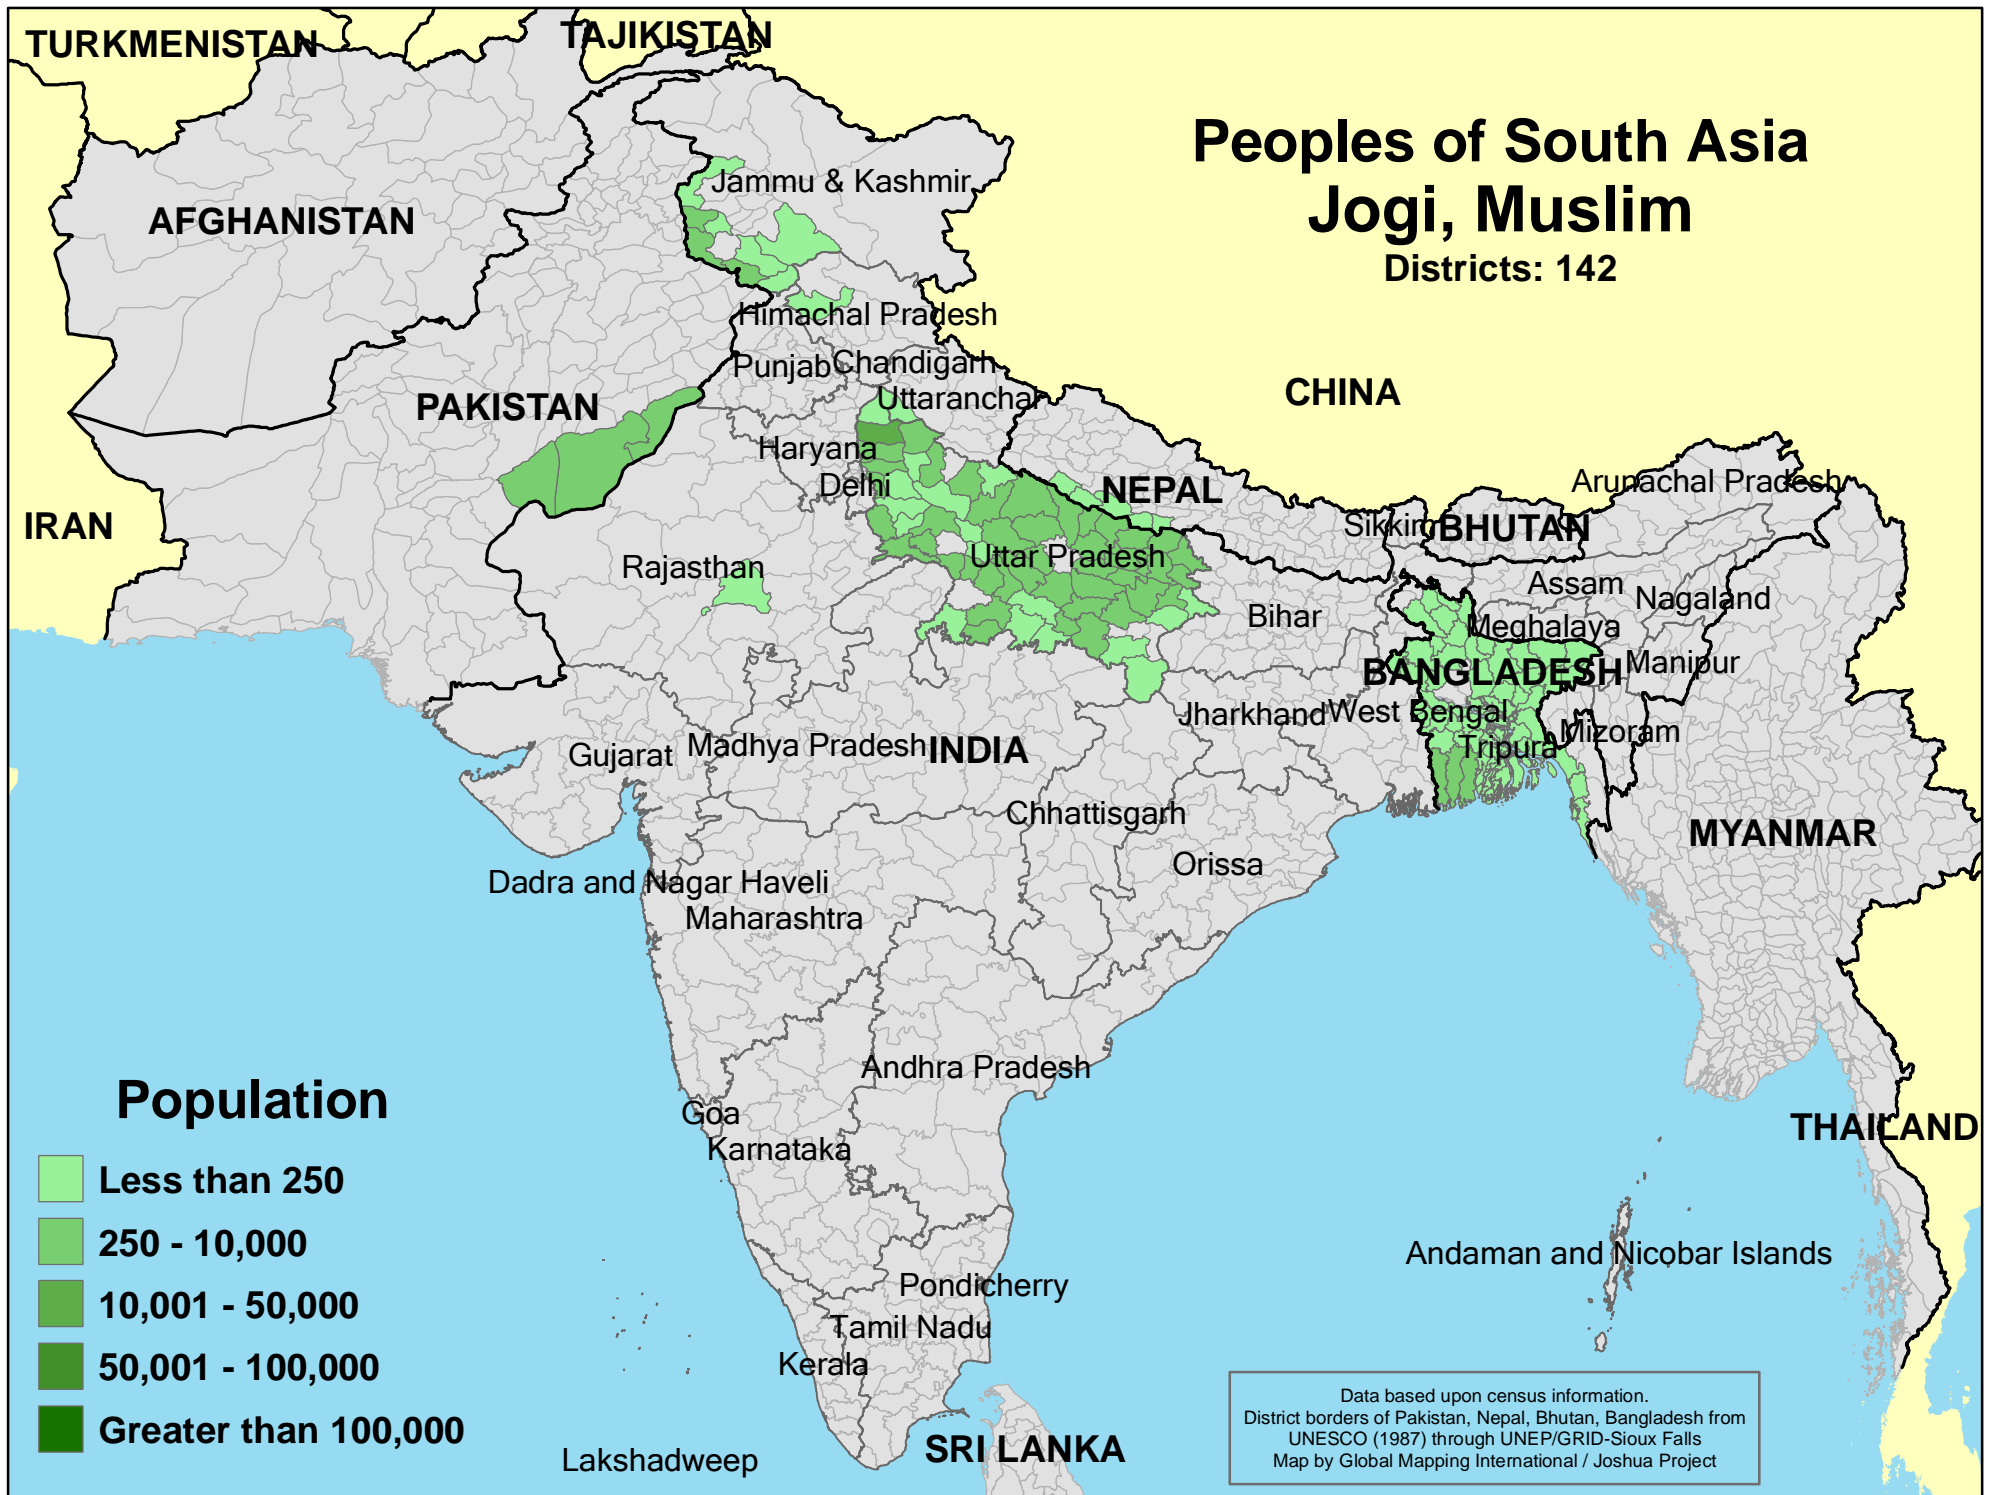 TURKMENISTAN
TAJIKISTAN
Peoples of South Asia
Jogi, Muslim
Districts: 142
Jammu & Kashmir
AFGHANISTAN
Himachal Pradesh
Punjab
Chandigarh
Uttaranchal
CHINA
PAKISTAN
Haryana
Delhi
NEPAL
Arunachal Pradesh
IRAN
Sikkim
BHUTAN
Rajasthan
Uttar Pradesh
Assam
Nagaland
Bihar
Meghalaya
BANGLADESH
Manipur
Jharkhand
West Bengal
Gujarat
Madhya Pradesh
INDIA
Tripura
Mizoram
Chhattisgarh
MYANMAR
Orissa
Dadra and Nagar Haveli
Maharashtra
Andhra Pradesh
Goa
Karnataka
THAILAND
Andaman and Nicobar Islands
Pondicherry
Tamil Nadu
Kerala
Lakshadweep
SRI LANKA
Population
Less than 250
250 - 10,000
10,001 - 50,000
50,001 - 100,000
Greater than 100,000
Data based upon census information.
District borders of Pakistan, Nepal, Bhutan, Bangladesh from
UNESCO (1987) through UNEP/GRID-Sioux Falls
Map by Global Mapping International / Joshua Project